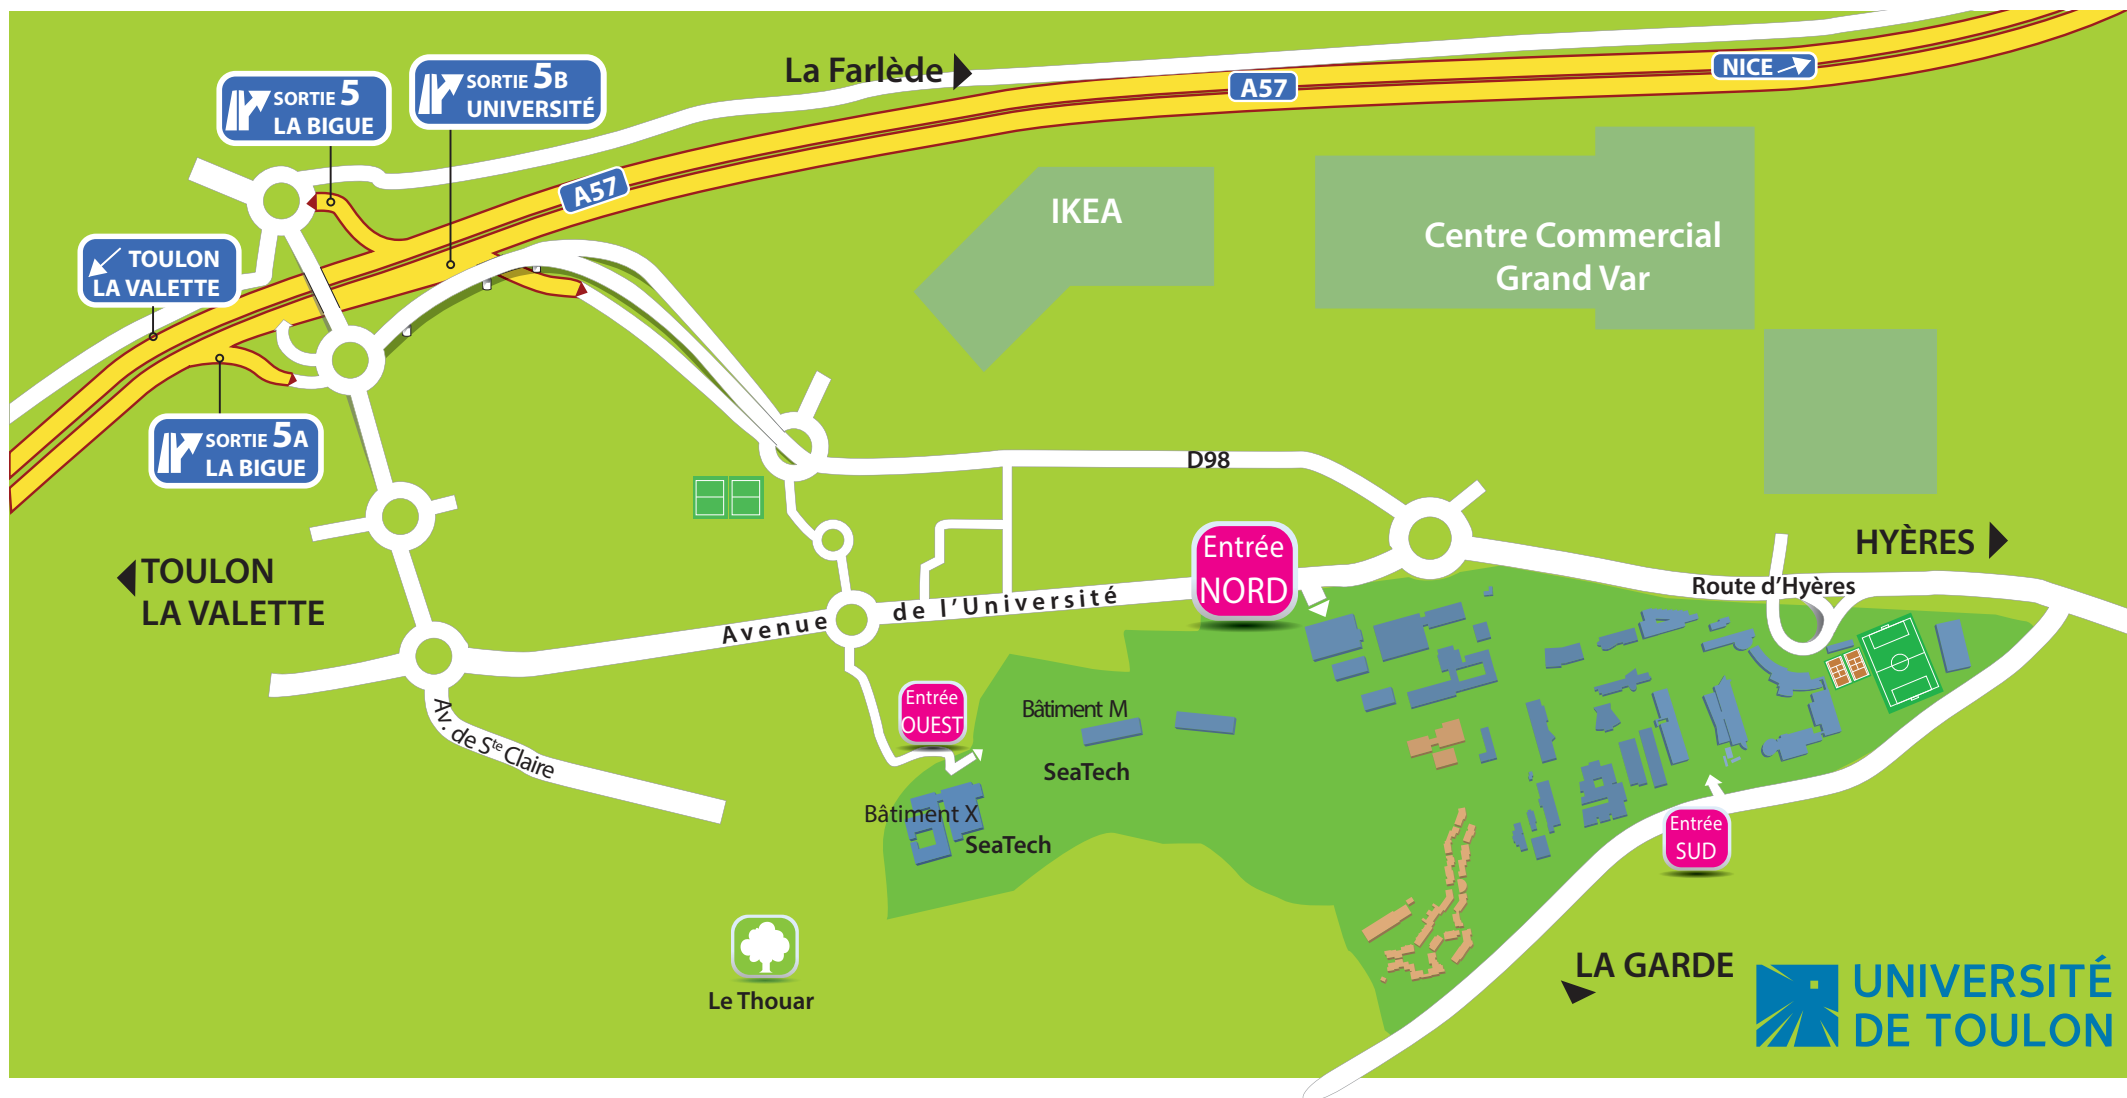 La Farlède
NICE
A57
SORTIE 5
LA BIGUE
SORTIE 5B
UNIVERSITÉ
A57
IKEA
Centre Commercial
Grand Var
TOULON
LA VALETTE
SORTIE 5A
LA BIGUE
D98
HYÈRES
Entrée
NORD
TOULON
LA VALETTE
Route d'Hyères
Avenue de l'Université
Entrée
OUEST
Bâtiment M
SeaTech
Av. de Ste Claire
Bâtiment X
SeaTech
Entrée
SUD
Le Thouar
LA GARDE
UNIVERSITÉ
DE TOULON